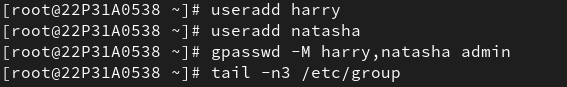 [root@22P31A0538 ~]# useradd harry
[root@22P31A0538 ~]# useradd natasha
[root@22P31A0538 ~]# gpasswd -M harry,natasha admin
[root@22P31A0538 ~]# tail -n3 /etc/group